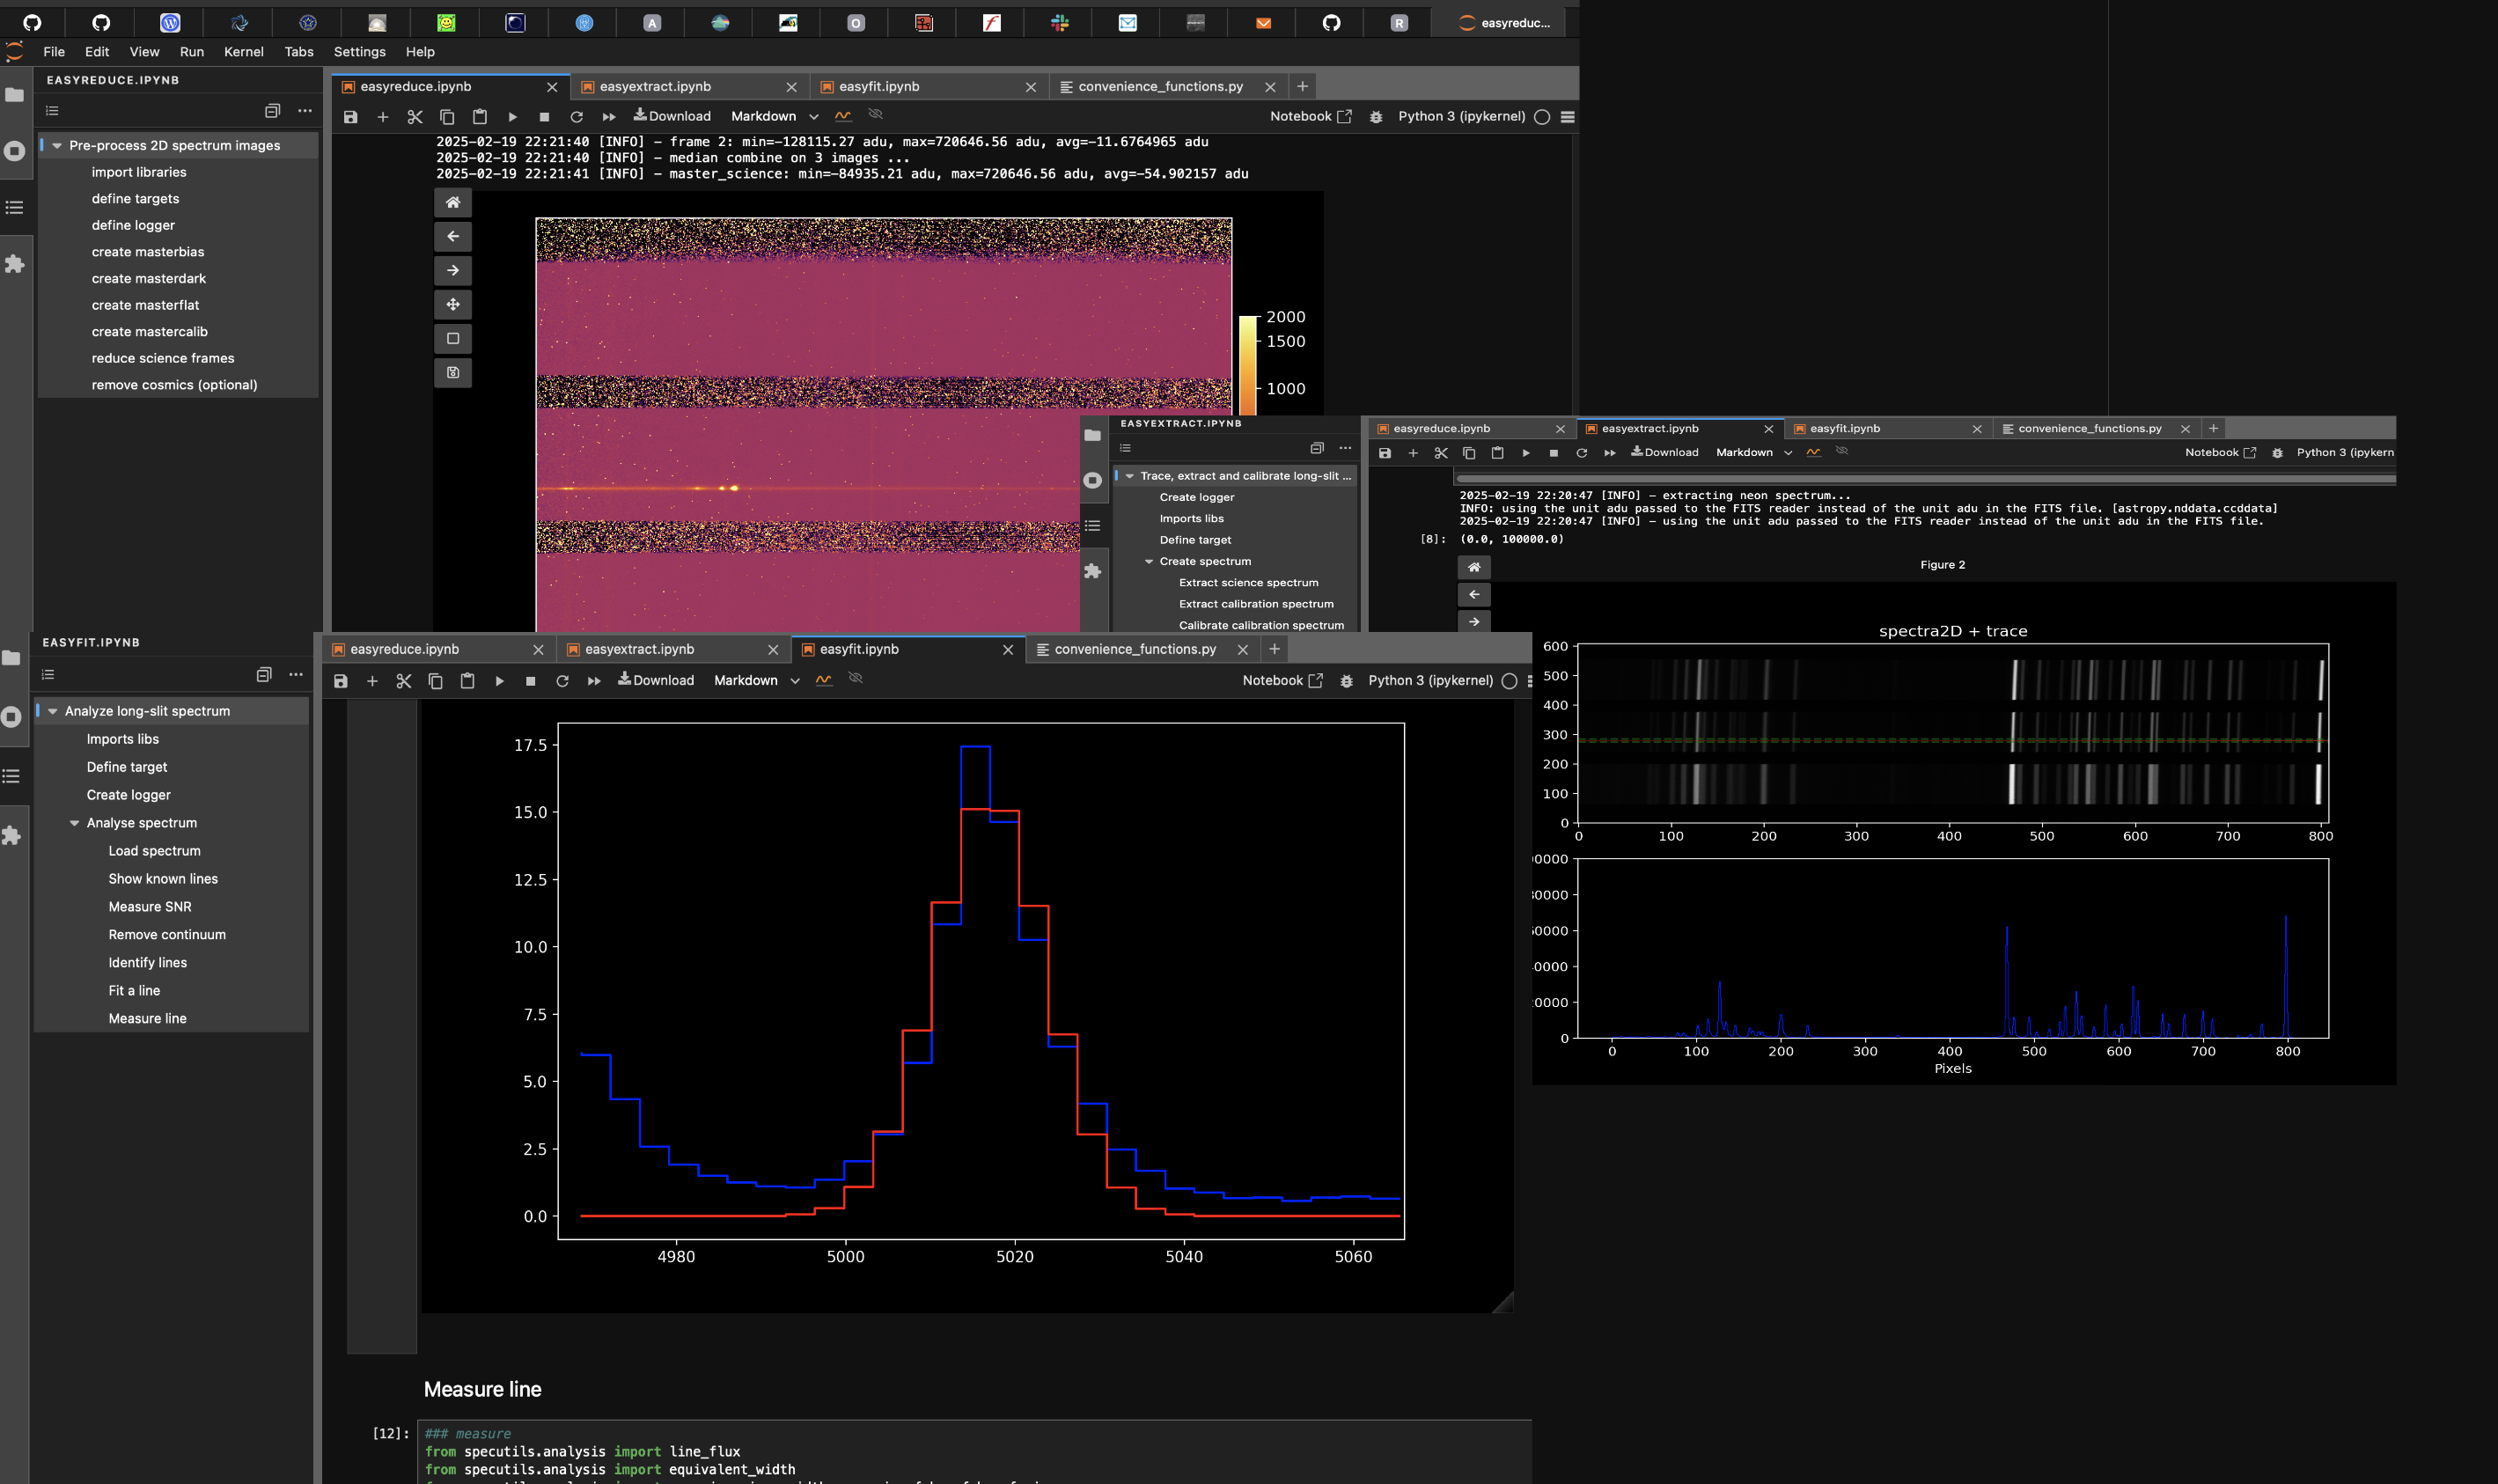 easyreduc...
File Edit View Run Kernel Tabs Settings Help
EASYREDUCE.IPYNB
Pre-process 2D spectrum images
import libraries
define targets
define logger
create masterbias
create masterdark
create masterflat
create mastercalib
reduce science frames
remove cosmics (optional)
easyreduce.ipynb easyextract.ipynb easyfit.ipynb convenience_functions.py
Download Markdown Notebook Python 3 (ipykernel)
2025-02-19 22:21:40 [INFO] - frame 2: min=-128115.27 adu, max=720646.56 adu, avg=-11.6764965 adu
2025-02-19 22:21:40 [INFO] - median combine on 3 images ...
2025-02-19 22:21:41 [INFO] - master_science: min=-84935.21 adu, max=720646.56 adu, avg=-54.902157 adu
2000
1500
1000
EASYEXTRACT.IPYNB
Trace, extract and calibrate long-slit ...
Create logger
Imports libs
Define target
Create spectrum
Extract science spectrum
Extract calibration spectrum
Calibrate calibration spectrum
easyreduce.ipynb easyextract.ipynb easyfit.ipynb convenience_functions.py
Download Markdown Notebook Python 3 (ipykern
2025-02-19 22:20:47 [INFO] - extracting neon spectrum...
INFO: using the unit adu passed to the FITS reader instead of the unit adu in the FITS file. [astropy.nddata.ccddata]
2025-02-19 22:20:47 [INFO] - using the unit adu passed to the FITS reader instead of the unit adu in the FITS file.
[8]: (0.0, 100000.0)
Figure 2
spectra2D + trace
600
500
400
300
200
100
0
0 100 200 300 400 500 600 700 800
0000
0000
0000
0000
20000
0
0 100 200 300 400 500 600 700 800
Pixels
EASYFIT.IPYNB
Analyze long-slit spectrum
Imports libs
Define target
Create logger
Analyse spectrum
Load spectrum
Show known lines
Measure SNR
Remove continuum
Identify lines
Fit a line
Measure line
easyreduce.ipynb easyextract.ipynb easyfit.ipynb convenience_functions.py
Download Markdown Notebook Python 3 (ipykernel)
17.5
15.0
12.5
10.0
7.5
5.0
2.5
0.0
4980 5000 5020 5040 5060
Measure line
[12]: ### measure
from specutils.analysis import line_flux
from specutils.analysis import equivalent_width